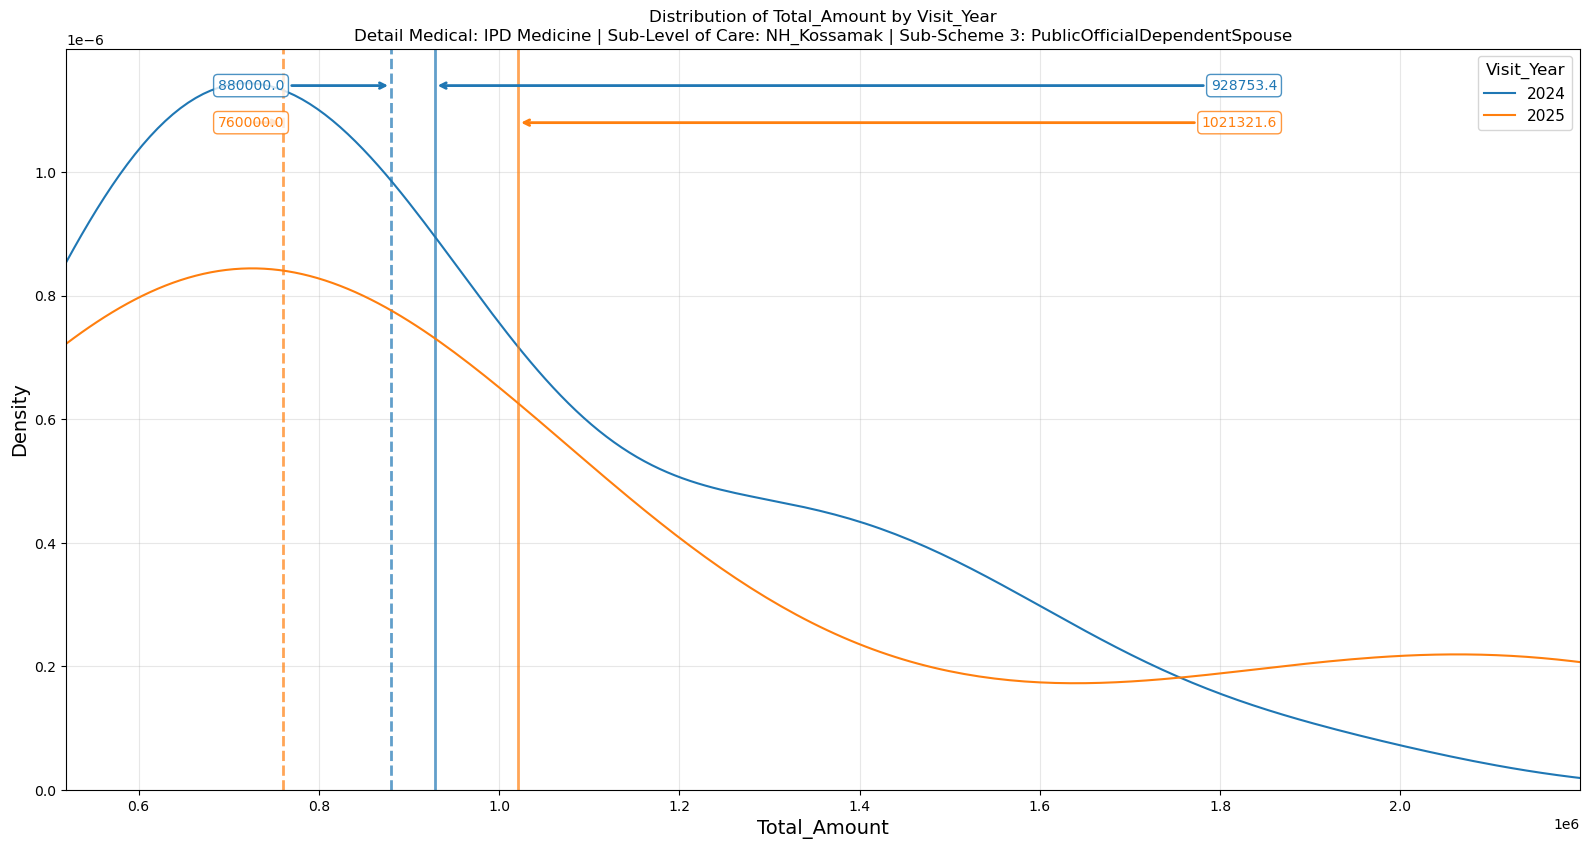 Distribution of Total_Amount by Visit_Year
Detail Medical: IPD Medicine | Sub-Level of Care: NH_Kossamak | Sub-Scheme 3: PublicOfficialDependentSpouse
1e−6
Visit_Year
2024
2025
880000.0
928753.4
760000.0
1021321.6
1.0
0.8
0.6
0.4
0.2
0.0
Density
0.6
0.8
1.0
1.2
1.4
1.6
1.8
2.0
1e6
Total_Amount